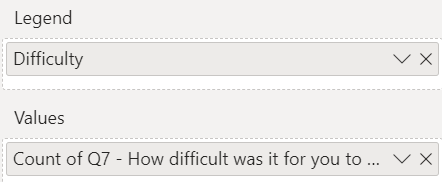 Legend
Difficulty
Values
Count of Q7 - How difficult was it for you to ...